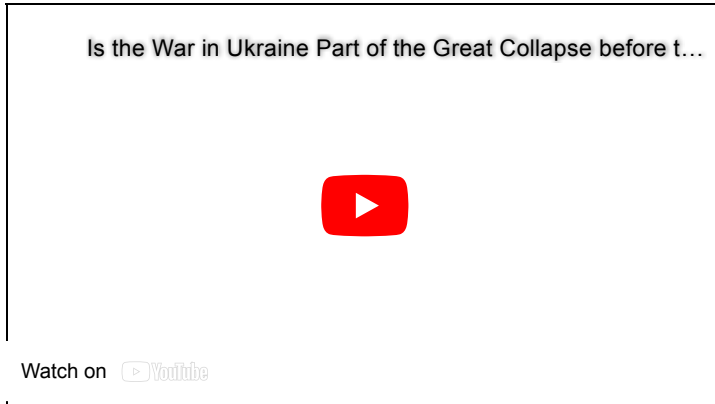 Is the War in Ukraine Part of the Great Collapse before t…
Watch on YouTube